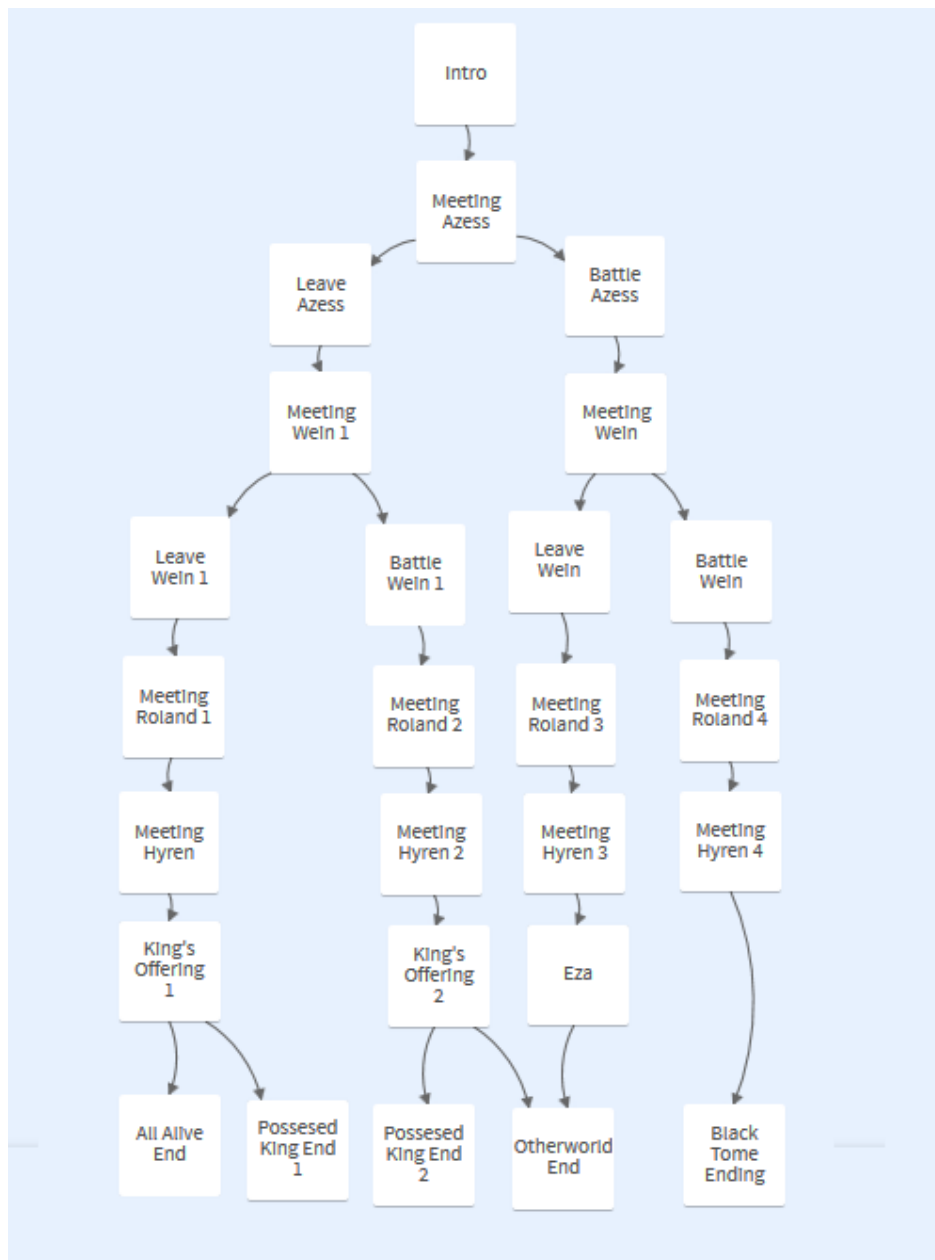 Intro
Meeting
Azess
Leave
Azess
Battle
Azess
Meeting
Wein 1
Meeting
Wein
Leave
Wein 1
Battle
Wein 1
Leave
Wein
Battle
Wein
Meeting
Roland 1
Meeting
Roland 2
Meeting
Roland 3
Meeting
Roland 4
Meeting
Hyren
Meeting
Hyren 2
Meeting
Hyren 3
Meeting
Hyren 4
King's
Offering
1
King's
Offering
2
Eza
All Alive
End
Possesed
King End
1
Possesed
King End
2
Otherworld
End
Black
Tome
Ending